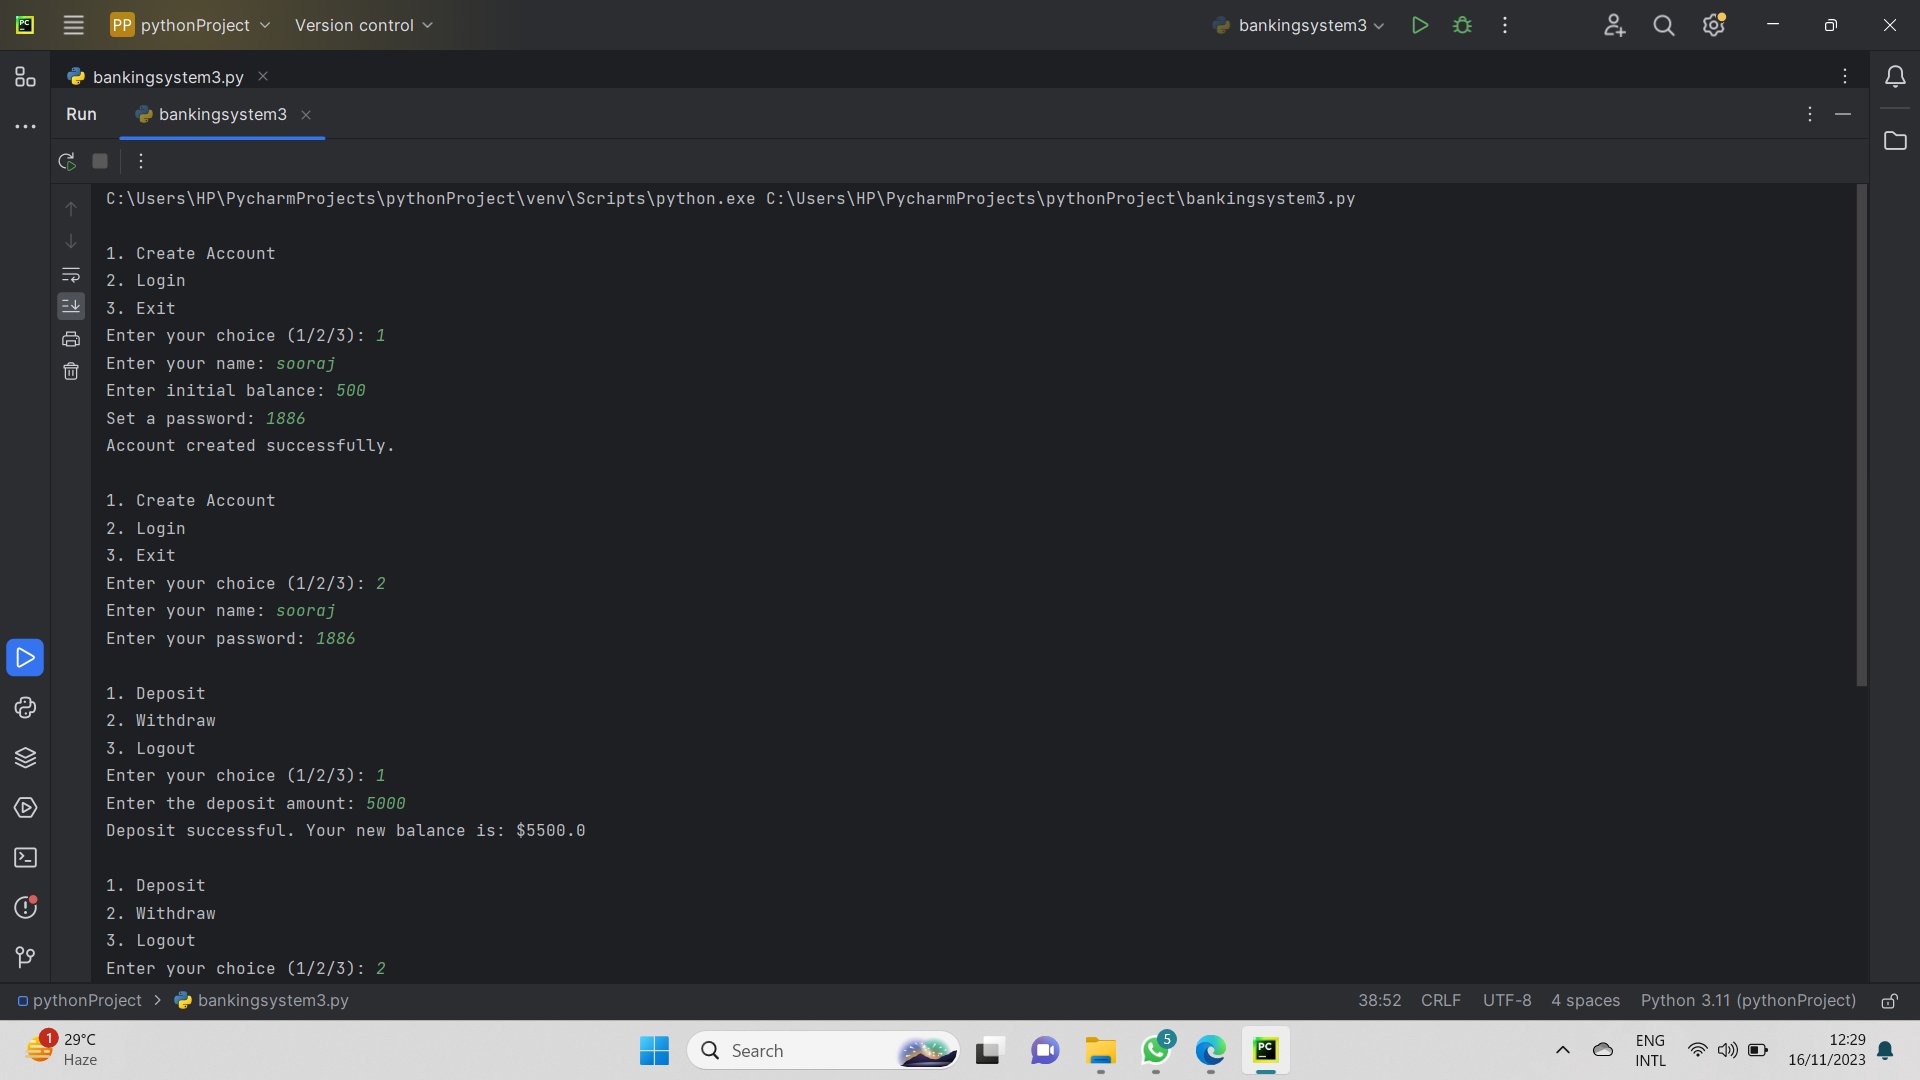 PP pythonProject Version control bankingsystem3
bankingsystem3.py
Run bankingsystem3
C:\Users\HP\PycharmProjects\pythonProject\venv\Scripts\python.exe C:\Users\HP\PycharmProjects\pythonProject\bankingsystem3.py
1. Create Account
2. Login
3. Exit
Enter your choice (1/2/3): 1
Enter your name: sooraj
Enter initial balance: 500
Set a password: 1886
Account created successfully.
1. Create Account
2. Login
3. Exit
Enter your choice (1/2/3): 2
Enter your name: sooraj
Enter your password: 1886
1. Deposit
2. Withdraw
3. Logout
Enter your choice (1/2/3): 1
Enter the deposit amount: 5000
Deposit successful. Your new balance is: $5500.0
1. Deposit
2. Withdraw
3. Logout
Enter your choice (1/2/3): 2
pythonProject > bankingsystem3.py 38:52 CRLF UTF-8 4 spaces Python 3.11 (pythonProject)
1 29°C
Haze
Search
PC
5
PC
ENG
INTL
12:29
16/11/2023